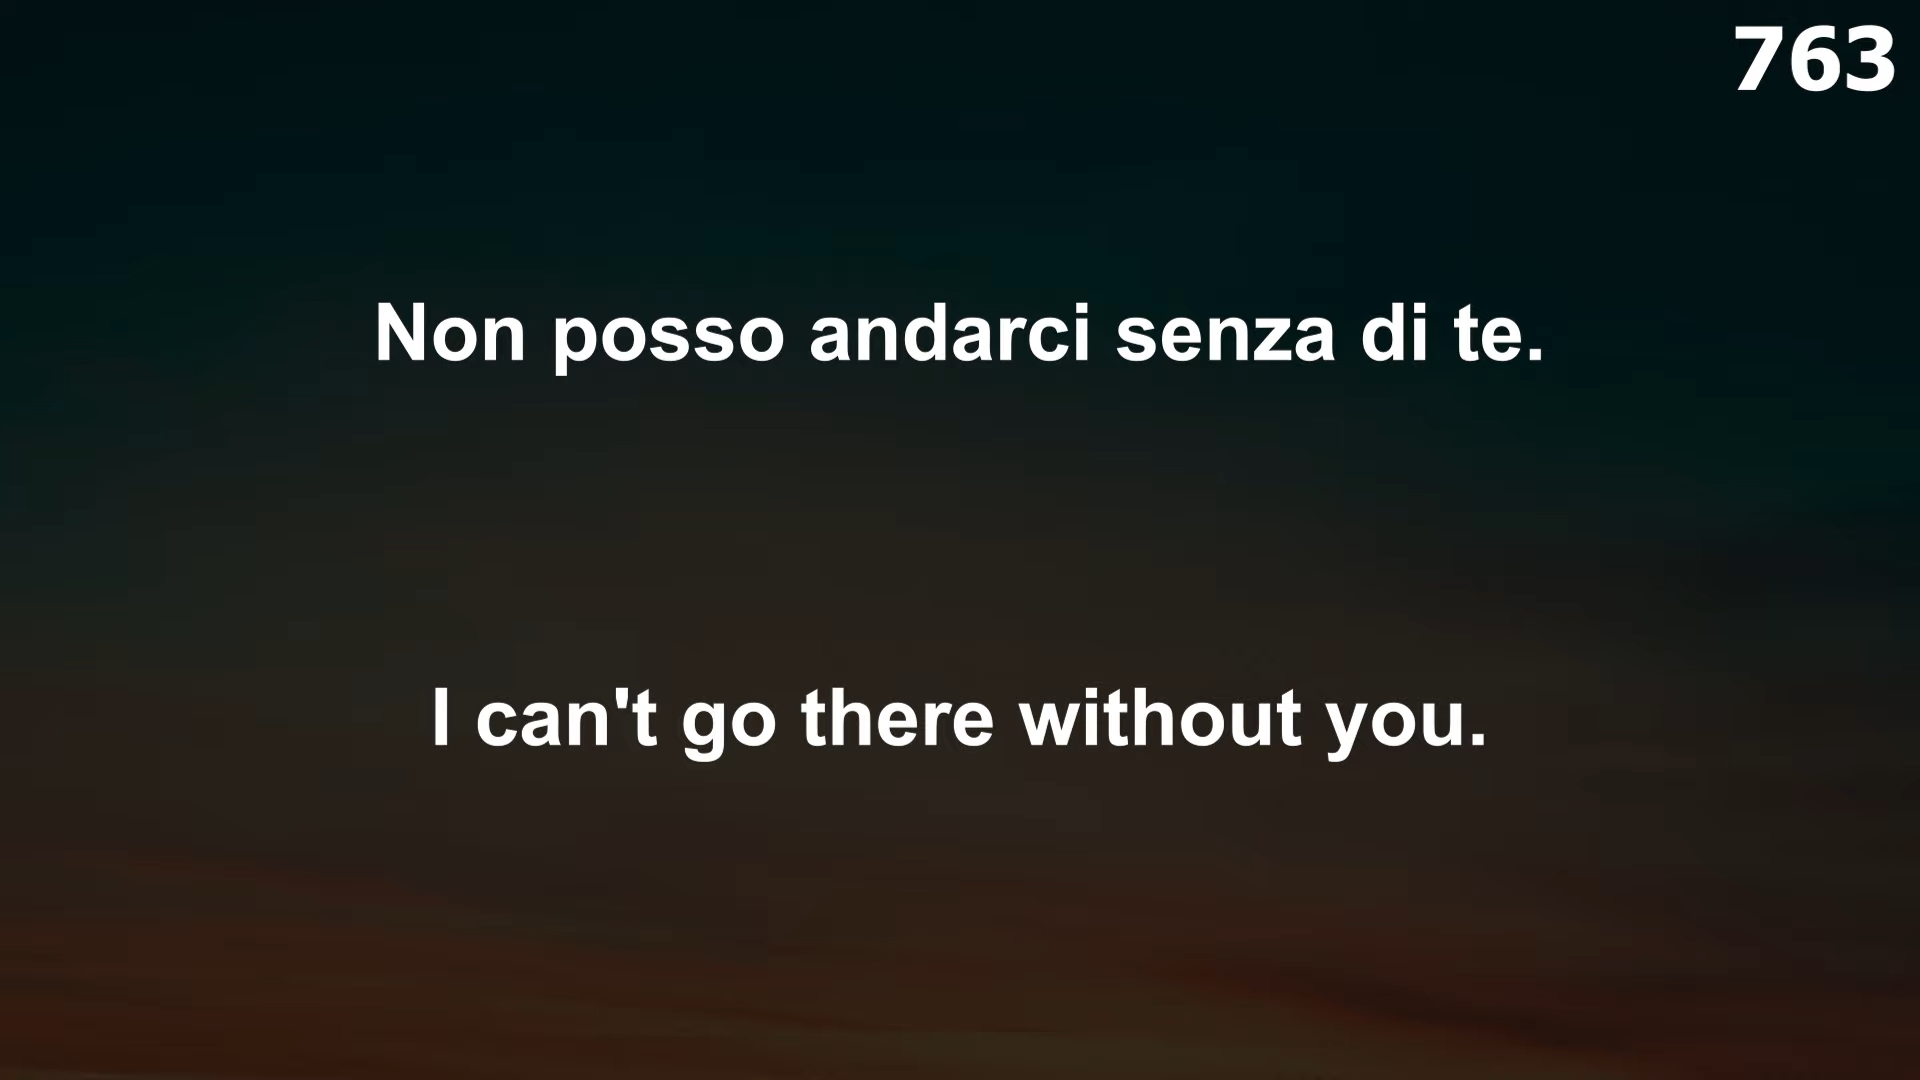 763
Non posso andarci senza di te.
I can't go there without you.